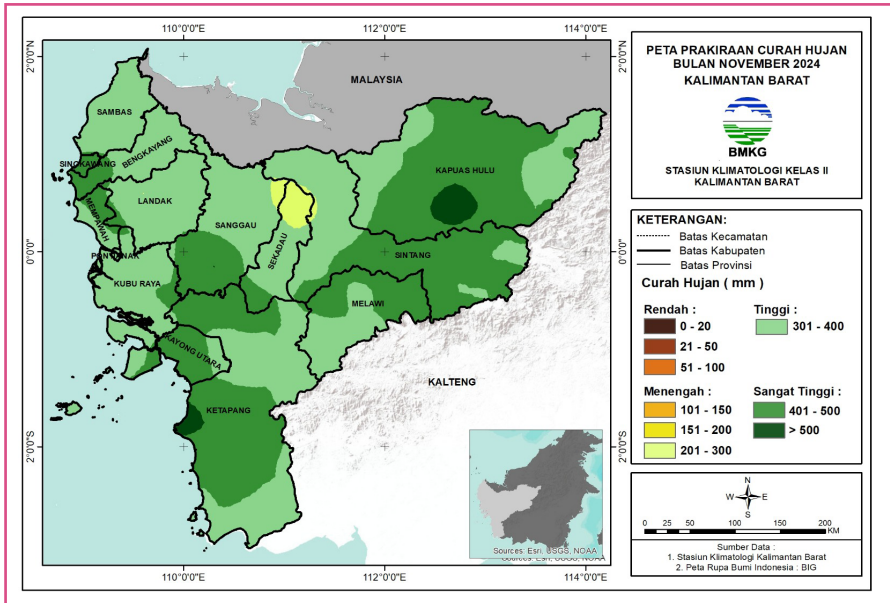 110°0'0"E
112°0'0"E
114°0'0"E
2°0'0"N
0°0'0"
2°0'0"S
2°0'0"N
0°0'0"
2°0'0"S
110°0'0"E
112°0'0"E
114°0'0"E
MALAYSIA
SAMBAS
BENGKAYANG
SINGKAWANG
LANDAK
MEMPAWAH
SANGGAU
SEKADAU
KAPUAS HULU
SINTANG
PONTIANAK
KUBU RAYA
MELAWI
KAYONG UTARA
KETAPANG
KALTENG
Sources: Esri, USGS, NOAA
Sources: Esri, USGS, NOAA
PETA PRAKIRAAN CURAH HUJAN
BULAN NOVEMBER 2024
KALIMANTAN BARAT
BMKG
STASIUN KLIMATOLOGI KELAS II
KALIMANTAN BARAT
KETERANGAN:
Batas Kecamatan
Batas Kabupaten
Batas Provinsi
Curah Hujan ( mm )
Rendah :
0 - 20
21 - 50
51 - 100
Tinggi :
301 - 400
Menengah :
101 - 150
151 - 200
201 - 300
Sangat Tinggi :
401 - 500
> 500
N
W E
S
0 25 50 100 150 200
KM
Sumber Data :
1. Stasiun Klimatologi Kalimantan Barat
2. Peta Rupa Bumi Indonesia : BIG